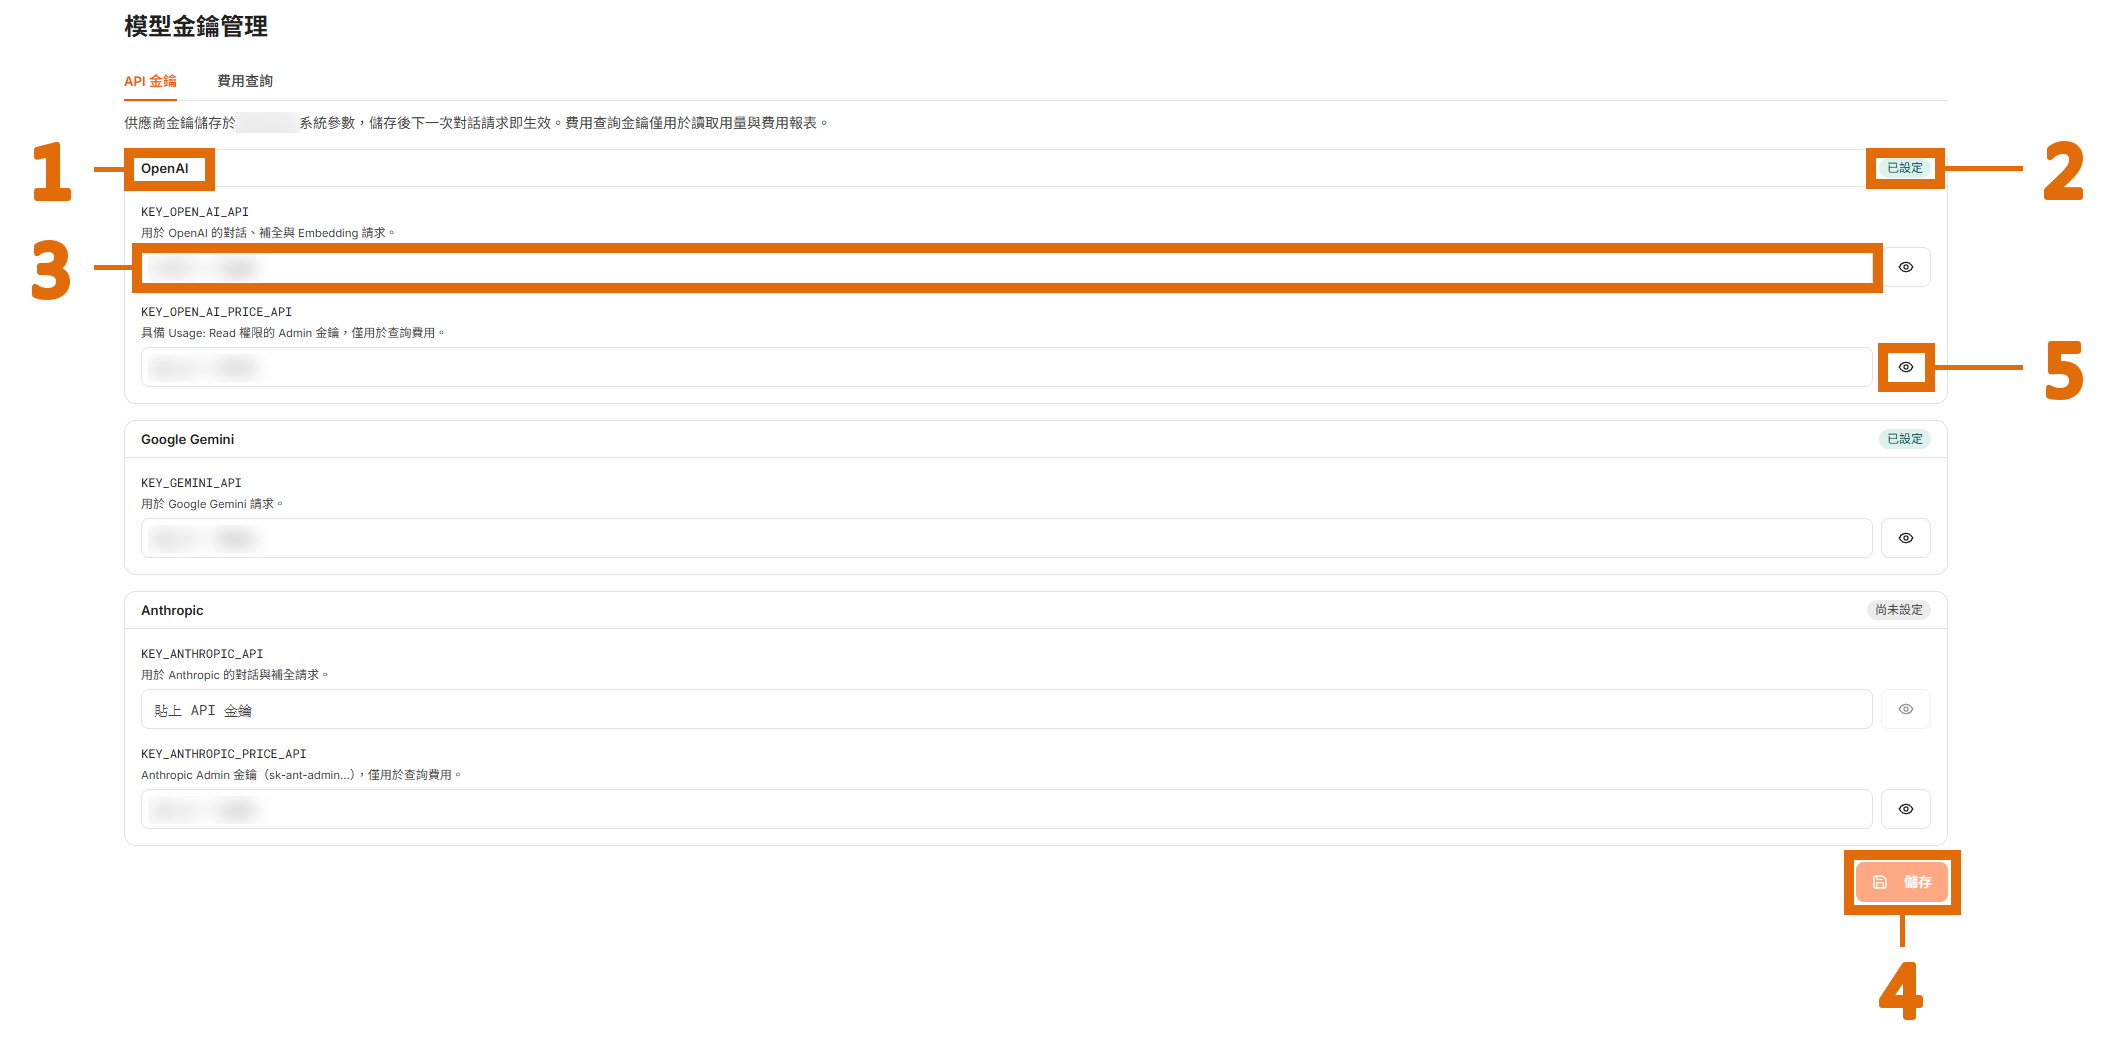 模型金鑰管理
API 金鑰 費用查詢
供應商金鑰儲存於 系統參數，儲存後下一次對話請求即生效。費用查詢金鑰僅用於讀取用量與費用報表。
1 OpenAI 已設定 2
KEY_OPEN_AI_API
用於 OpenAI 的對話、補全與 Embedding 請求。
3
KEY_OPEN_AI_PRICE_API
具備 Usage: Read 權限的 Admin 金鑰，僅用於查詢費用。
5
Google Gemini 已設定
KEY_GEMINI_API
用於 Google Gemini 請求。
Anthropic 尚未設定
KEY_ANTHROPIC_API
用於 Anthropic 的對話與補全請求。
貼上 API 金鑰
KEY_ANTHROPIC_PRICE_API
Anthropic Admin 金鑰（sk-ant-admin...），僅用於查詢費用。
儲存
4